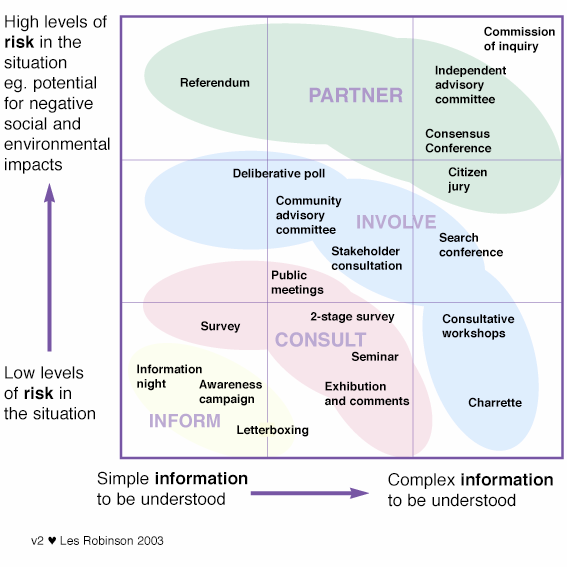 High levels of
risk in the
situation
eg. potential
for negative
social and
environmental
impacts
Low levels
of risk in
the situation
Commission
of inquiry
Referendum
PARTNER
Independent
advisory
committee
Consensus
Conference
Citizen
jury
Deliberative poll
Community
advisory
committee
INVOLVE
Stakeholder
consultation
Search
conference
Public
meetings
Survey
2-stage survey
CONSULT
Seminar
Exhibution
and comments
Consultative
workshops
Charrette
Information
night
Awareness
campaign
INFORM
Letterboxing
Simple information
to be understood
Complex information
to be understood
v2 ♥ Les Robinson 2003